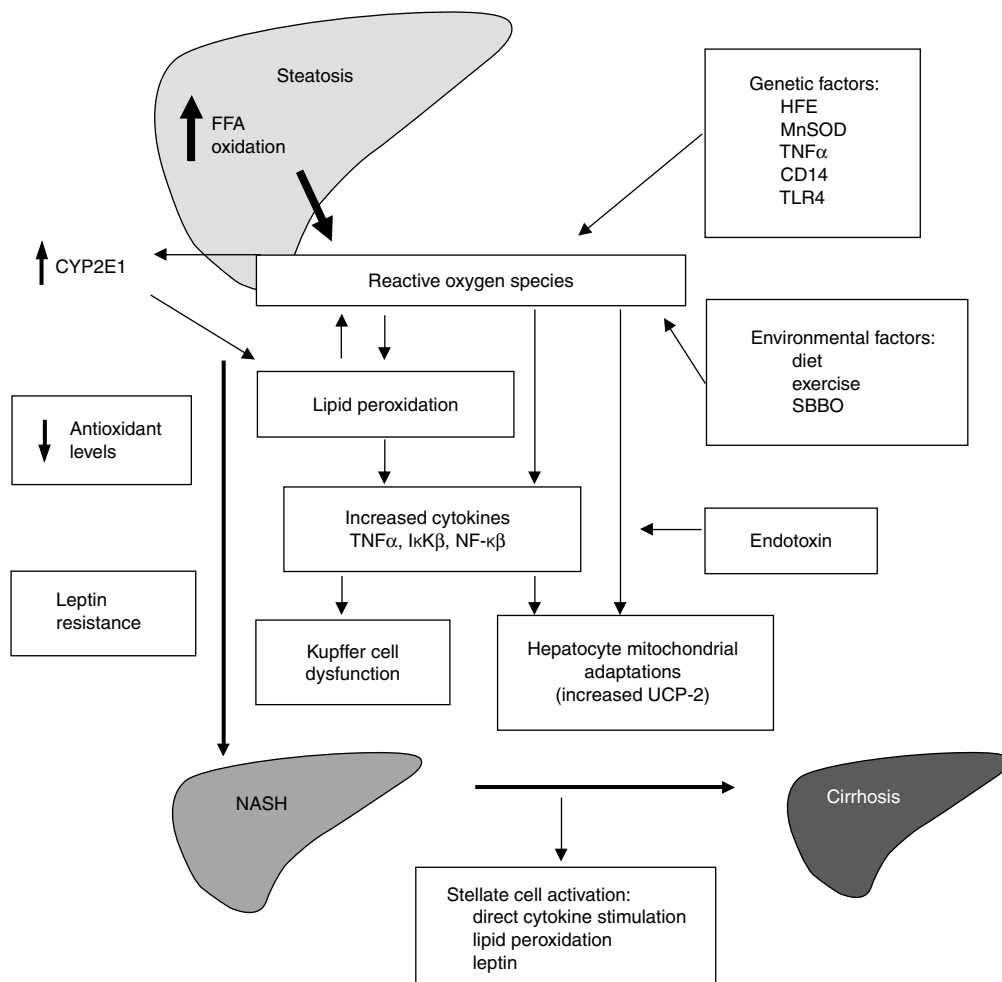 Steatosis
FFA
oxidation
Genetic factors:
HFE
MnSOD
TNFα
CD14
TLR4
CYP2E1
Reactive oxygen species
Environmental factors:
diet
exercise
SBBO
Lipid peroxidation
Antioxidant
levels
Increased cytokines
TNFα, IκKβ, NF-κβ
Endotoxin
Leptin
resistance
Kupffer cell
dysfunction
Hepatocyte mitochondrial
adaptations
(increased UCP-2)
NASH
Cirrhosis
Stellate cell activation:
direct cytokine stimulation
lipid peroxidation
leptin